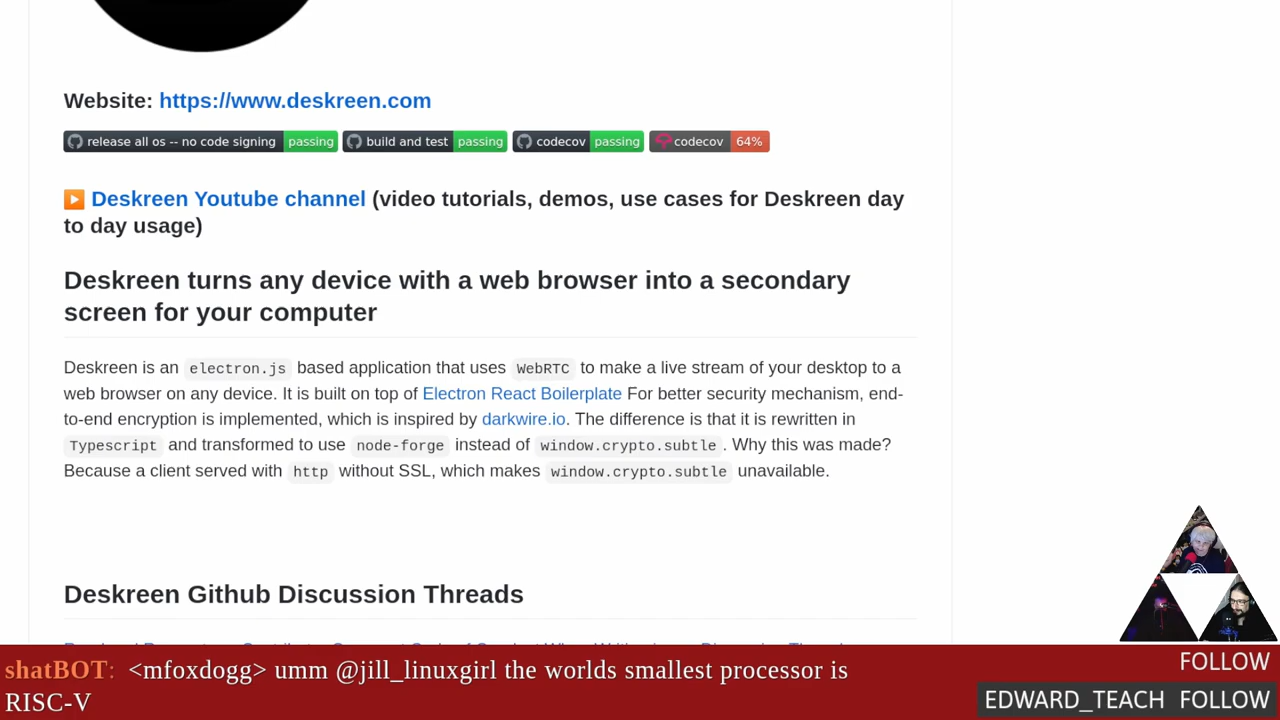 Website: https://www.deskreen.com
release all os -- no code signing passing build and test passing codecov passing codecov 64%
Deskreen Youtube channel (video tutorials, demos, use cases for Deskreen day
to day usage)
Deskreen turns any device with a web browser into a secondary
screen for your computer
Deskreen is an electron.js based application that uses WebRTC to make a live stream of your desktop to a
web browser on any device. It is built on top of Electron React Boilerplate For better security mechanism, end-
to-end encryption is implemented, which is inspired by darkwire.io. The difference is that it is rewritten in
Typescript and transformed to use node-forge instead of window.crypto.subtle. Why this was made?
Because a client served with http without SSL, which makes window.crypto.subtle unavailable.
Deskreen Github Discussion Threads
shatBOT: <mfoxdogg> umm @jill_linuxgirl the worlds smallest processor is
RISC-V
FOLLOW
EDWARD_TEACH FOLLOW